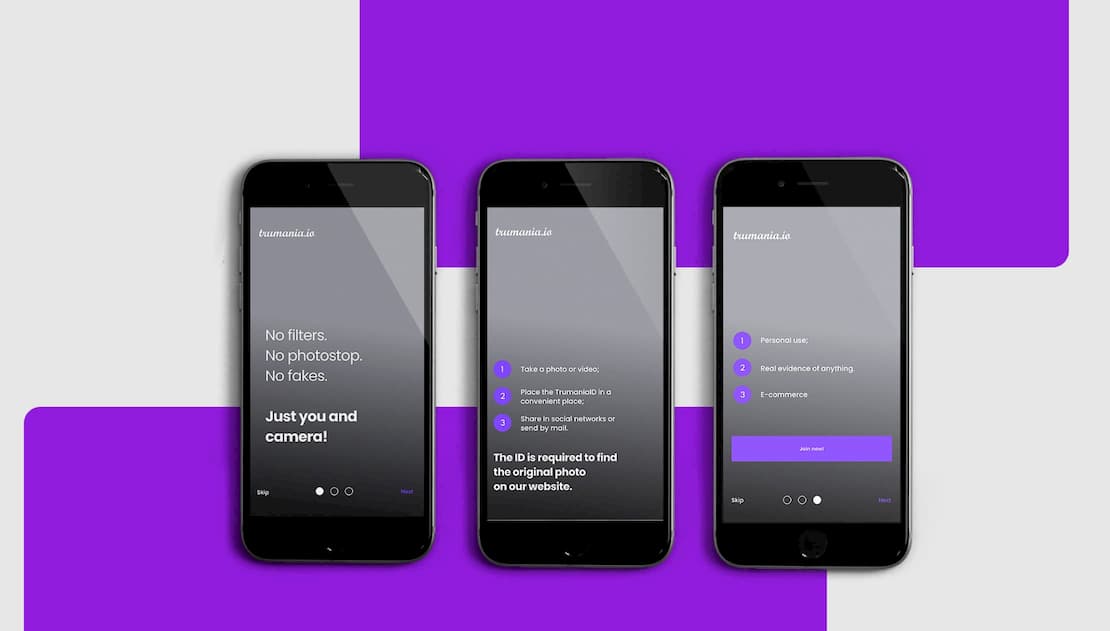 trumania.io
No filters.
No photostop.
No fakes.
Just you and
camera!
Skip
Next
trumania.io
1 Take a photo or video;
2 Place the TrumanioID in a
convenient place;
3 Share in social networks or
send by mail.
The ID is required to find
the original photo
on our website.
trumania.io
1 Personal use;
2 Real evidence of anything.
3 E-commerce
Join now!
Skip
Next